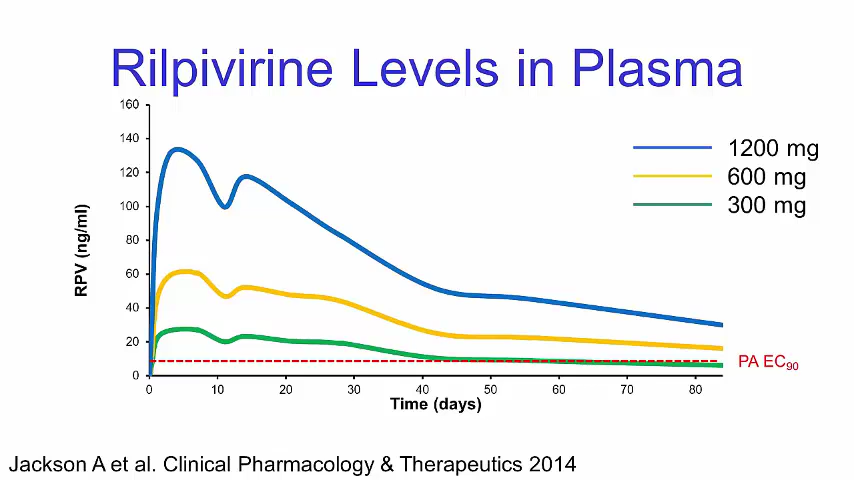 Rilpivirine Levels in Plasma
160
140
120
100
80
60
40
20
0
RPV (ng/ml)
0 10 20 30 40 50 60 70 80
Time (days)
1200 mg
600 mg
300 mg
PA EC90
Jackson A et al. Clinical Pharmacology & Therapeutics 2014